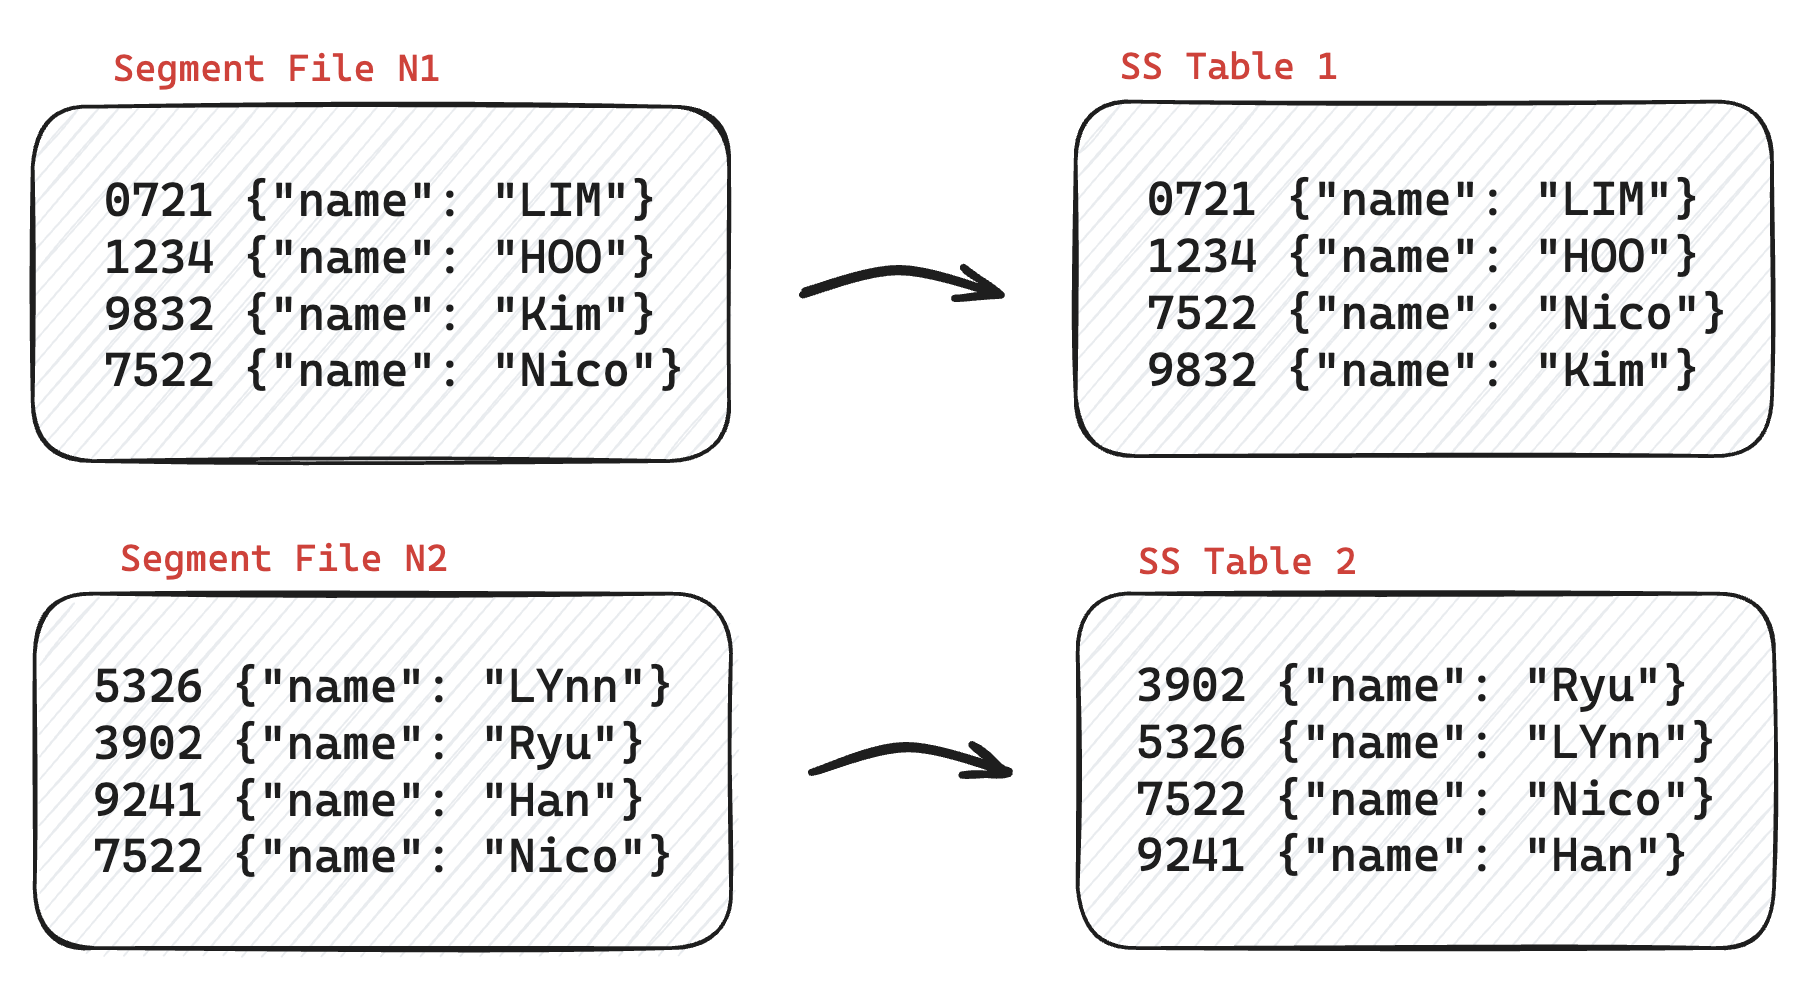 Segment File N1
0721 {"name": "LIM"}
1234 {"name": "HOO"}
9832 {"name": "Kim"}
7522 {"name": "Nico"}
SS Table 1
0721 {"name": "LIM"}
1234 {"name": "HOO"}
7522 {"name": "Nico"}
9832 {"name": "Kim"}
Segment File N2
5326 {"name": "LYnn"}
3902 {"name": "Ryu"}
9241 {"name": "Han"}
7522 {"name": "Nico"}
SS Table 2
3902 {"name": "Ryu"}
5326 {"name": "LYnn"}
7522 {"name": "Nico"}
9241 {"name": "Han"}